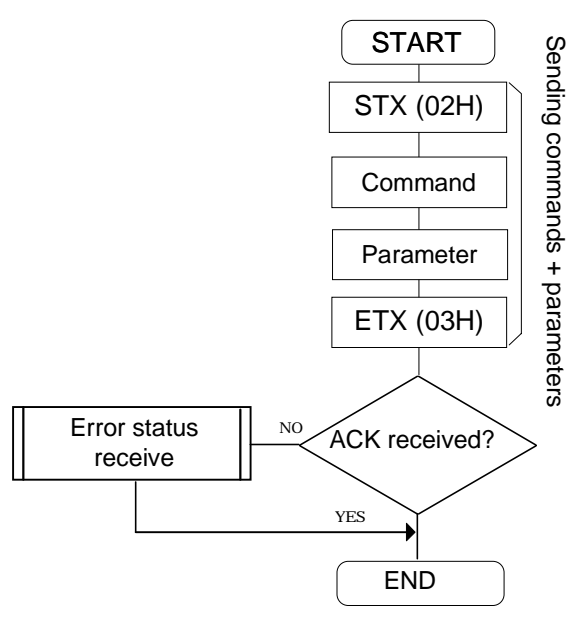 START
STX (02H)
Command
Parameter
ETX (03H)
Sending commands + parameters
ACK received?
NO
Error status
receive
YES
END